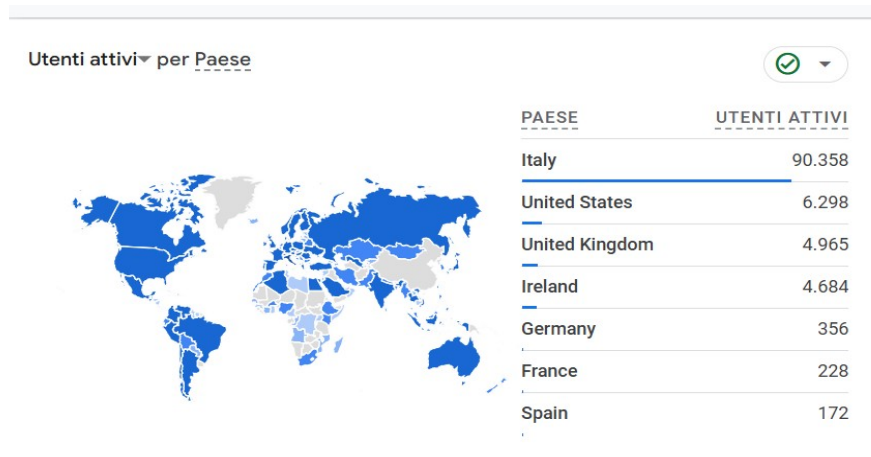 Utenti attivi per Paese
PAESE UTENTI ATTIVI
Italy 90.358
United States 6.298
United Kingdom 4.965
Ireland 4.684
Germany 356
France 228
Spain 172